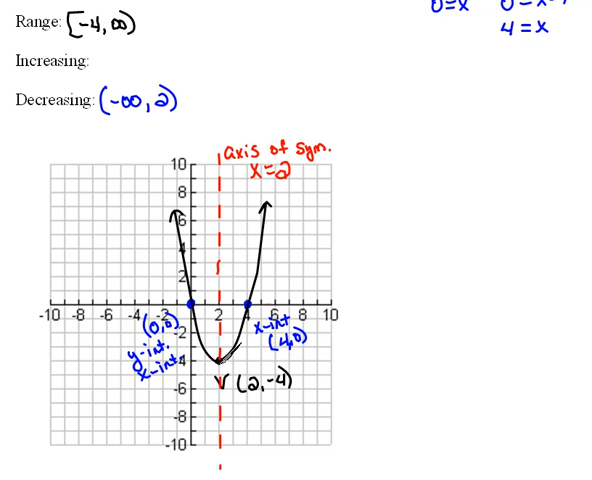 0=x
4=x
Range: [-4, ∞)
Increasing:
Decreasing: (-∞, 2)
axis of sym.
x=2
10
8
6
4
2
-10 -8 -6 -4 -2 2 4 6 8 10
(0,0)
y-int.
x-int
x-int
(4,0)
-2
-4
V (2,-4)
-6
-8
-10